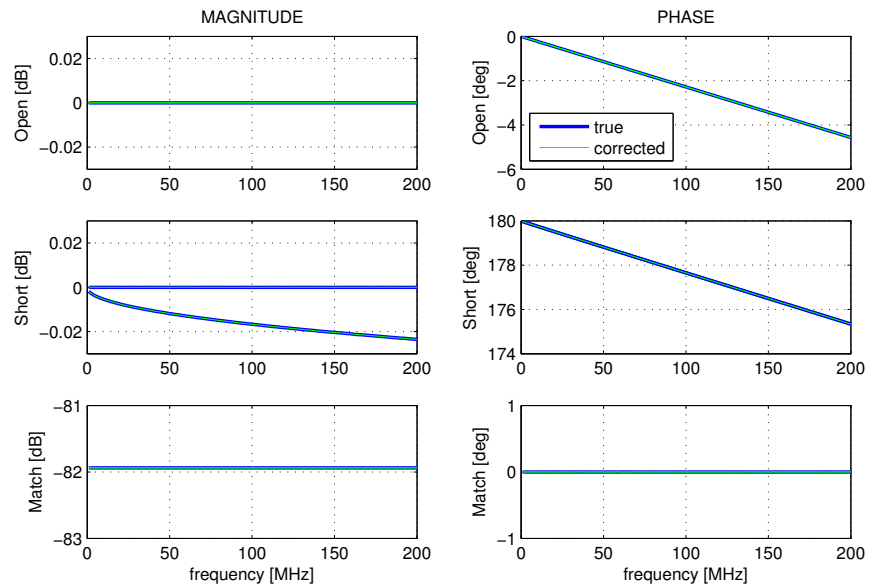 MAGNITUDE
0.02
0
−0.02
Open [dB]
0 50 100 150 200
PHASE
0
−2
−4
−6
Open [deg]
true
corrected
0 50 100 150 200
0.02
0
−0.02
Short [dB]
0 50 100 150 200
180
178
176
174
Short [deg]
0 50 100 150 200
−81
−82
−83
Match [dB]
0 50 100 150 200
frequency [MHz]
1
0
−1
Match [deg]
0 50 100 150 200
frequency [MHz]